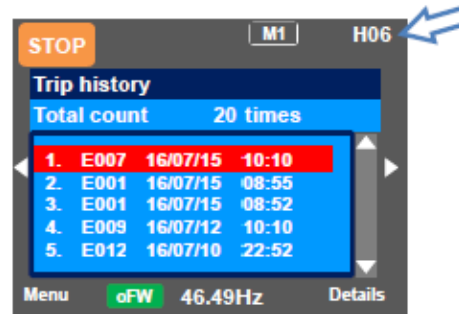 STOP M1 H06
Trip history
Total count 20 times
1. E007 16/07/15 10:10
2. E001 16/07/15 08:55
3. E001 16/07/15 08:52
4. E009 16/07/12 10:10
5. E012 16/07/10 22:52
Menu oFW 46.49Hz Details